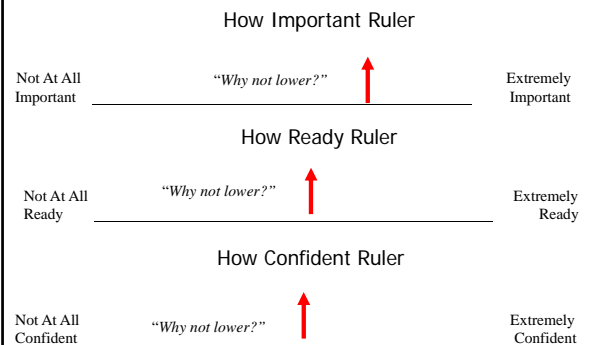 How Important Ruler
Not At All
Important
“Why not lower?”
Extremely
Important
How Ready Ruler
Not At All
Ready
“Why not lower?”
Extremely
Ready
How Confident Ruler
Not At All
Confident
“Why not lower?”
Extremely
Confident